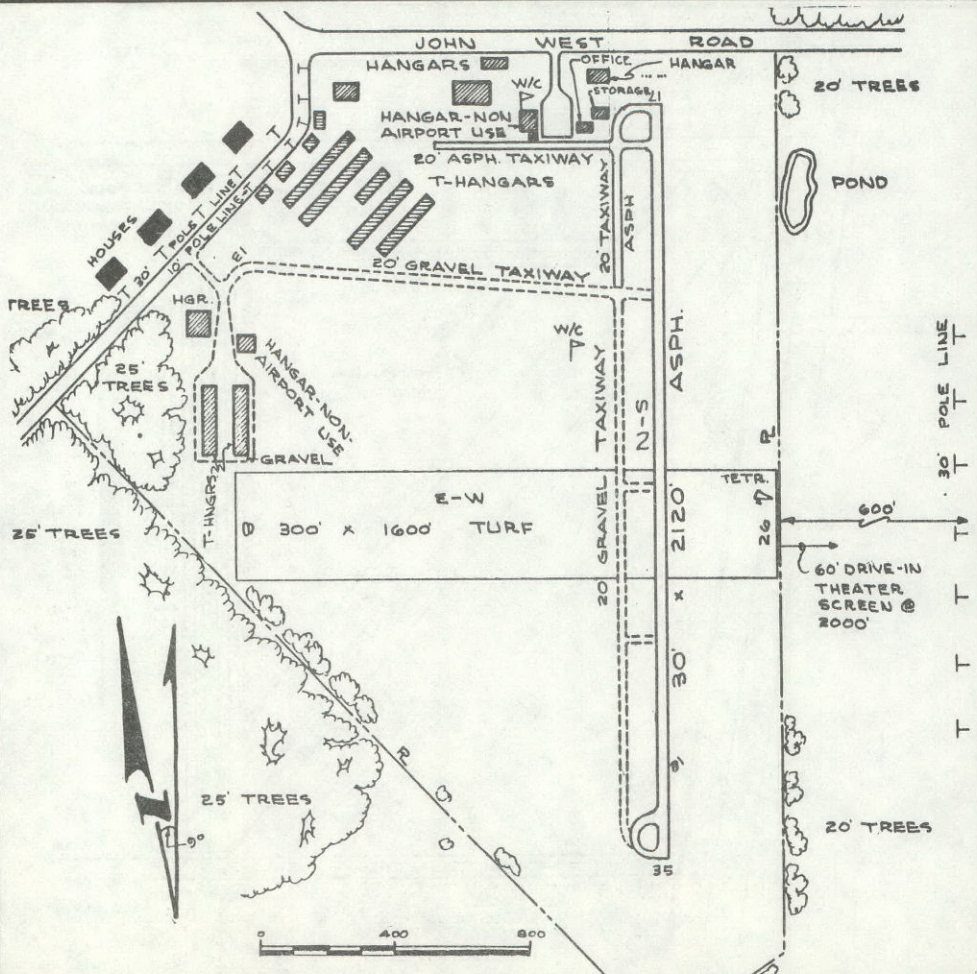 JOHN WEST ROAD
HANGARS
OFFICE
HANGAR
W/C
STORAGE
17
20' TREES
HANGAR-NON
AIRPORT USE
20' ASPH. TAXIWAY
T-HANGARS
20' TAXIWAY
ASPH
POND
HOUSES
30' POLE LINE
10' POLE LINE
20' GRAVEL TAXIWAY
TREES
HGR.
W/C
HANGAR-NON-
AIRPORT USE
25'
TREES
GRAVEL
T-HNGRS
20' GRAVEL TAXIWAY
N-S
30' x 2120' ASPH.
R
30' POLE LINE
E-W
300' x 1600' TURF
8
TETR.
26
600'
60' DRIVE-IN
THEATER
SCREEN @
2000'
25' TREES
R
25' TREES
20' TREES
N
9°
35
0 400 800